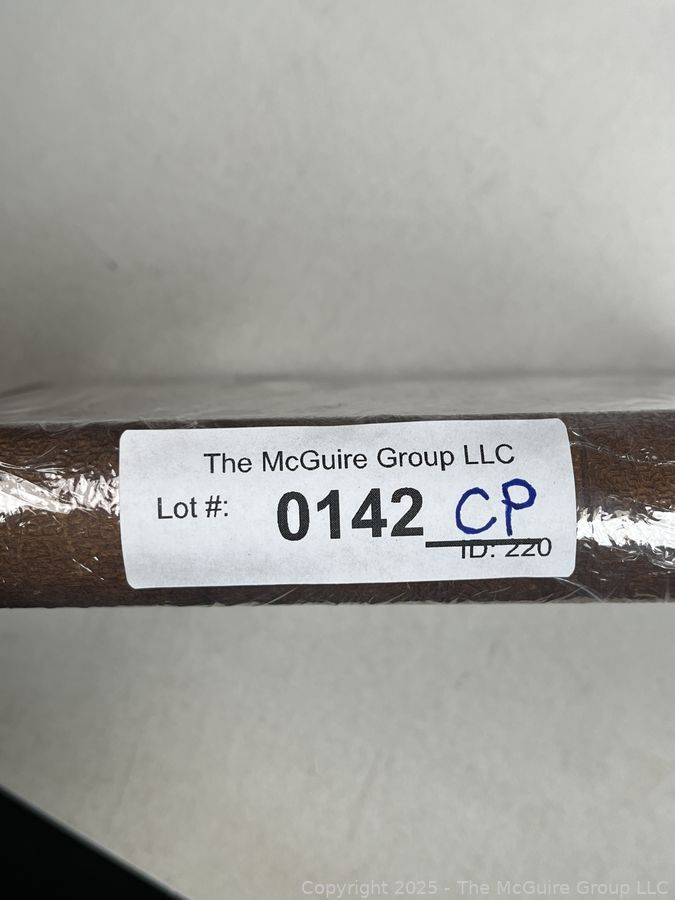 The McGuire Group LLC
Lot #: 0142 CP
ID: 220
Copyright 2025 - The McGuire Group LLC